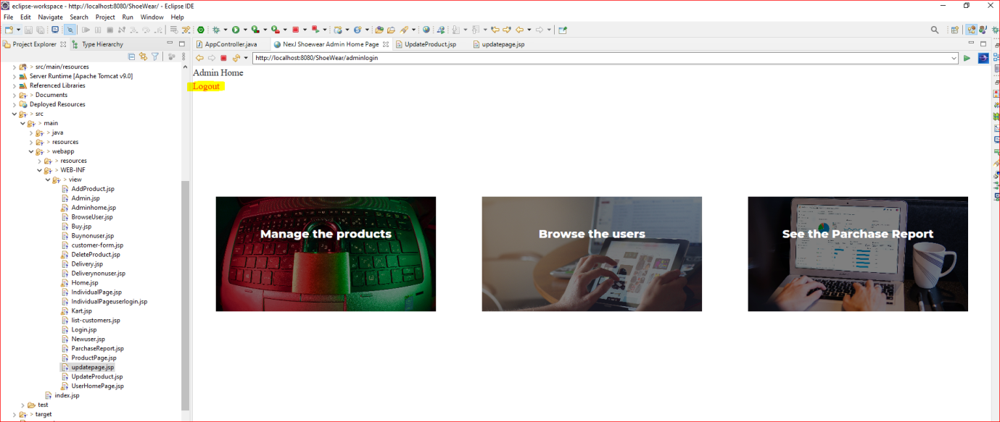 eclipse-workspace - http://localhost:8080/ShoeWear/ - Eclipse IDE
File Edit Navigate Search Project Run Window Help
Project Explorer Type Hierarchy
AppController.java NexJ Shoewear Admin Home Page UpdateProduct.jsp updatepage.jsp
http://localhost:8080/ShoeWear/adminlogin
> src/main/resources
Server Runtime [Apache Tomcat v9.0]
Referenced Libraries
> Documents
Deployed Resources
> src
> main
> java
> resources
> webapp
> resources
> WEB-INF
> view
AddProduct.jsp
Admin.jsp
Adminhome.jsp
BrowseUser.jsp
Buy.jsp
Buynonuser.jsp
customer-form.jsp
DeleteProduct.jsp
Delivery.jsp
Deliverynonuser.jsp
Home.jsp
IndividualPage.jsp
IndividualPageuserlogin.jsp
Kart.jsp
list-customers.jsp
Login.jsp
Newuser.jsp
ParchaseReport.jsp
ProductPage.jsp
updatepage.jsp
UpdateProduct.jsp
UserHomePage.jsp
index.jsp
test
> target
Admin Home
Logout
Manage the products
Browse the users
See the Parchase Report